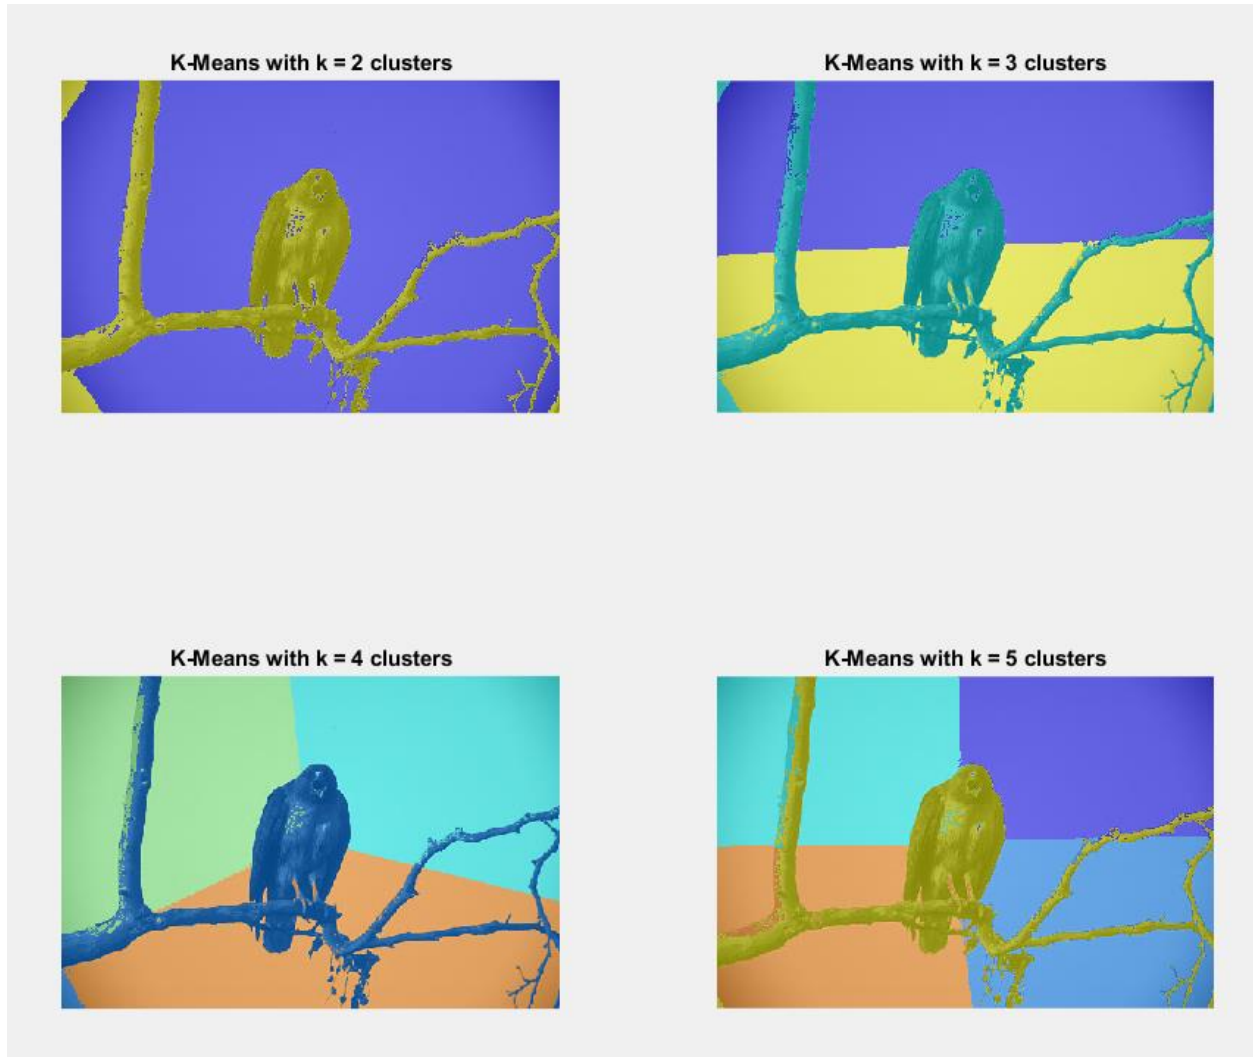 K-Means with k = 2 clusters
K-Means with k = 3 clusters
K-Means with k = 4 clusters
K-Means with k = 5 clusters